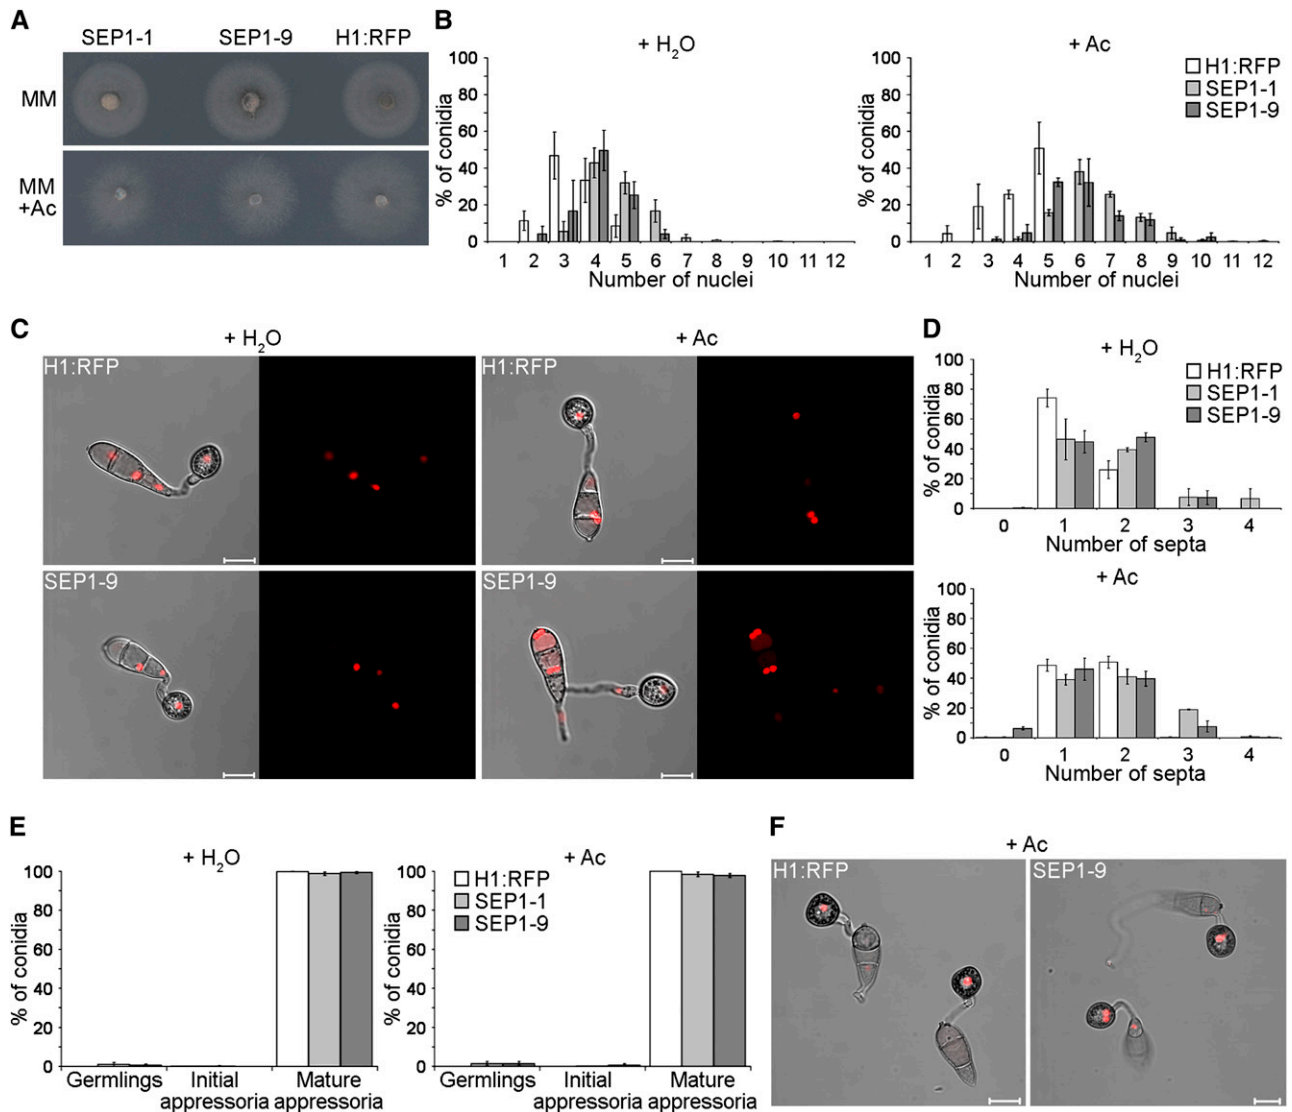 A
SEP1-1 SEP1-9 H1:RFP
MM
MM
+Ac
B
+ H2O
% of conidia
100
80
60
40
20
0
1 2 3 4 5 6 7 8 9 10 11 12
Number of nuclei
+ Ac
% of conidia
100
80
60
40
20
0
1 2 3 4 5 6 7 8 9 10 11 12
Number of nuclei
H1:RFP
SEP1-1
SEP1-9
C
+ H2O
+ Ac
H1:RFP
H1:RFP
SEP1-9
SEP1-9
D
+ H2O
% of conidia
100
80
60
40
20
0
0 1 2 3 4
Number of septa
H1:RFP
SEP1-1
SEP1-9
+ Ac
% of conidia
100
80
60
40
20
0
0 1 2 3 4
Number of septa
E
+ H2O
% of conidia
100
80
60
40
20
0
Germlings Initial Mature
appressoria appressoria
+ Ac
% of conidia
100
80
60
40
20
0
H1:RFP
SEP1-1
SEP1-9
Germlings Initial Mature
appressoria appressoria
F
+ Ac
H1:RFP
SEP1-9